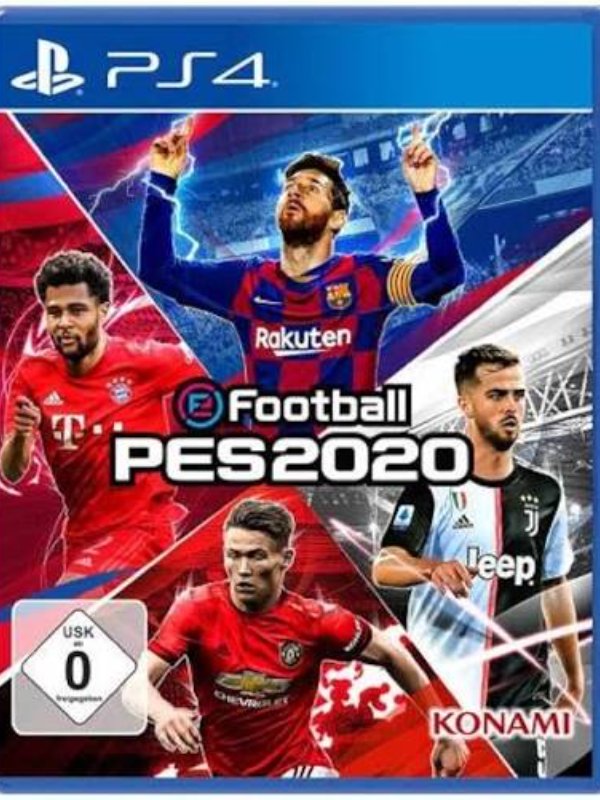 PS4
Rakuten
T
eFootball
PES2020
Jeep
USK
ab
0
freigegeben
CHEVROLET
KONAMI